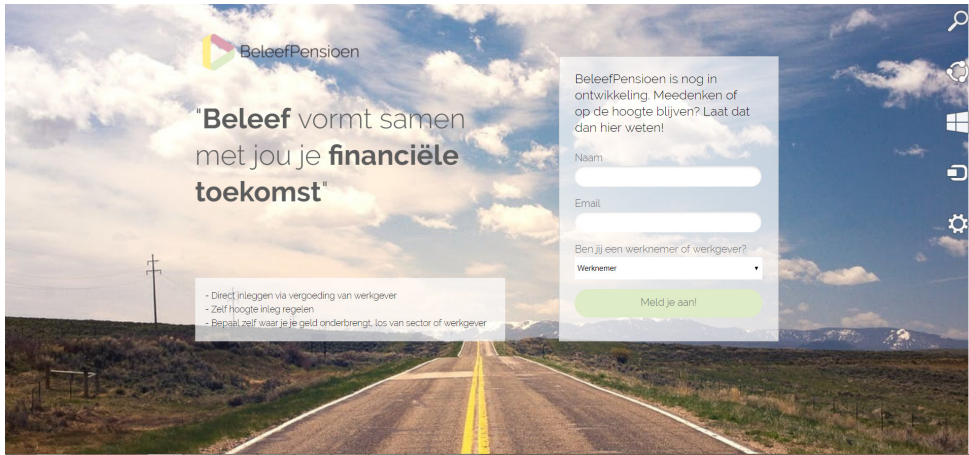 BeleefPensioen
"Beleef vormt samen
met jou je financiële
toekomst"
- Direct inleggen via vergoeding van werkgever
- Zelf hoogte inleg regelen
- Bepaal zelf waar je je geld onderbrengt, los van sector of werkgever
BeleefPensioen is nog in
ontwikkeling. Meedenken of
op de hoogte blijven? Laat dat
dan hier weten!
Naam
Email
Ben jij een werknemer of werkgever?
Werknemer
Meld je aan!